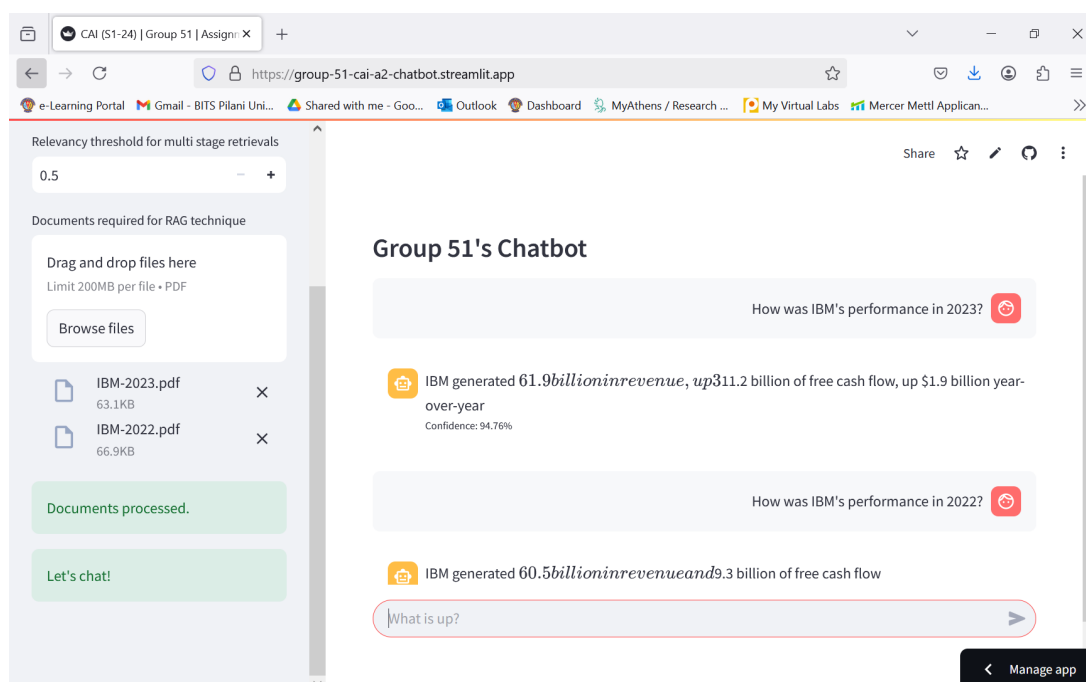 CAI (S1-24) | Group 51 | Assignn
https://group-51-cai-a2-chatbot.streamlit.app
e-Learning Portal
Gmail - BITS Pilani Uni...
Shared with me - Goo...
Outlook
Dashboard
MyAthens / Research ...
My Virtual Labs
Mercer Mettl Applican...
Relevancy threshold for multi stage retrievals
0.5
Documents required for RAG technique
Drag and drop files here
Limit 200MB per file • PDF
Browse files
IBM-2023.pdf
63.1KB
IBM-2022.pdf
66.9KB
Documents processed.
Let's chat!
Share
Group 51's Chatbot
How was IBM's performance in 2023?
IBM generated 61.9billioninrevenue, up311.2 billion of free cash flow, up $1.9 billion year-
over-year
Confidence: 94.76%
How was IBM's performance in 2022?
IBM generated 60.5billioninrevenueand9.3 billion of free cash flow
What is up?
Manage app